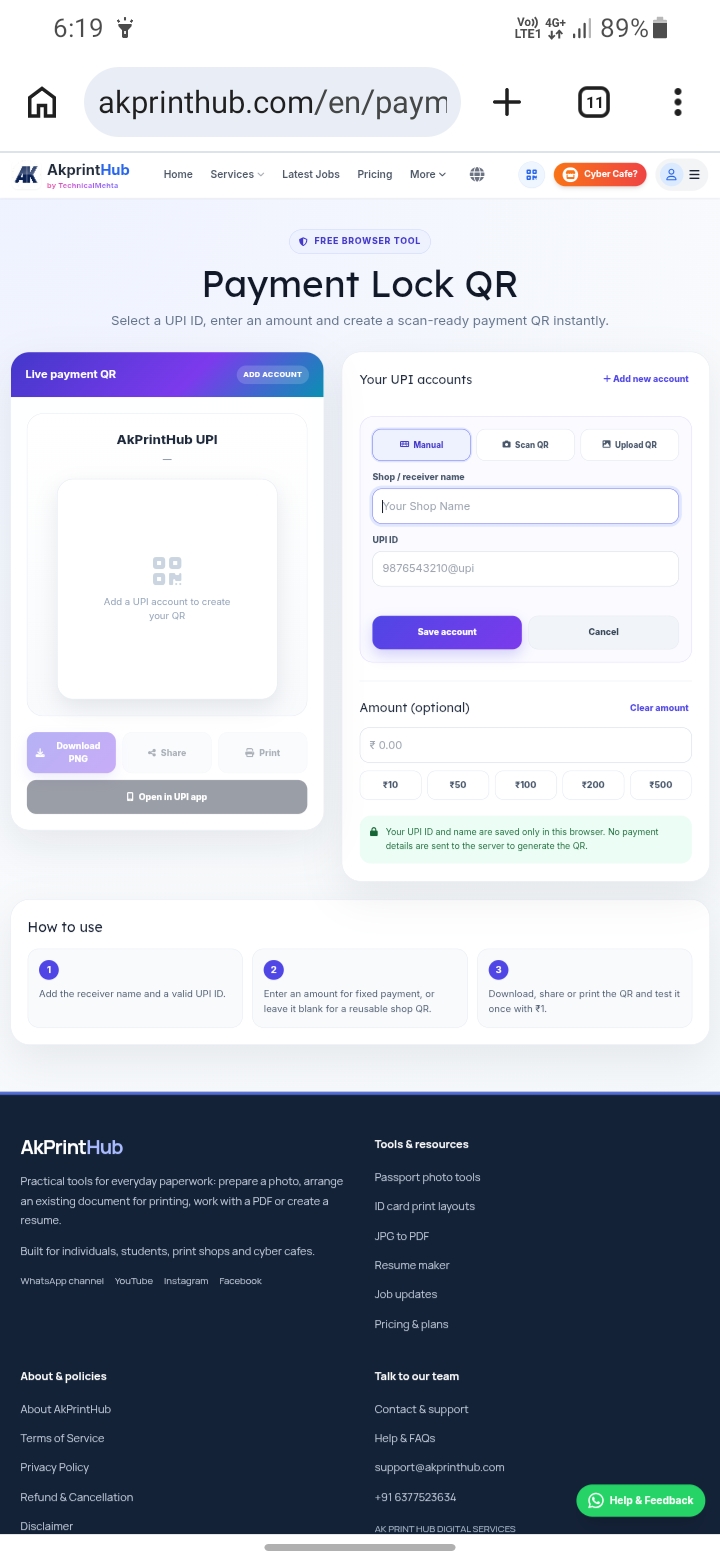 6:19
Vo)) LTE1 4G+ 89%
akprinthub.com/en/paym
11
AK AkprintHub
by TechnicalMehta
Home Services Latest Jobs Pricing More
Cyber Cafe?
FREE BROWSER TOOL
Payment Lock QR
Select a UPI ID, enter an amount and create a scan-ready payment QR instantly.
Live payment QR
ADD ACCOUNT
AkPrintHub UPI
—
Add a UPI account to create
your QR
Download
PNG
Share
Print
Open in UPI app
Your UPI accounts
+ Add new account
Manual
Scan QR
Upload QR
Shop / receiver name
Your Shop Name
UPI ID
9876543210@upi
Save account
Cancel
Amount (optional)
Clear amount
₹ 0.00
₹10 ₹50 ₹100 ₹200 ₹500
Your UPI ID and name are saved only in this browser. No payment
details are sent to the server to generate the QR.
How to use
1
Add the receiver name and a valid UPI ID.
2
Enter an amount for fixed payment, or
leave it blank for a reusable shop QR.
3
Download, share or print the QR and test it
once with ₹1.
AkPrintHub
Practical tools for everyday paperwork: prepare a photo, arrange
an existing document for printing, work with a PDF or create a
resume.
Built for individuals, students, print shops and cyber cafes.
WhatsApp channel YouTube Instagram Facebook
Tools & resources
Passport photo tools
ID card print layouts
JPG to PDF
Resume maker
Job updates
Pricing & plans
About & policies
About AkPrintHub
Terms of Service
Privacy Policy
Refund & Cancellation
Disclaimer
Talk to our team
Contact & support
Help & FAQs
support@akprinthub.com
+91 6377523634
AK PRINT HUB DIGITAL SERVICES
Help & Feedback